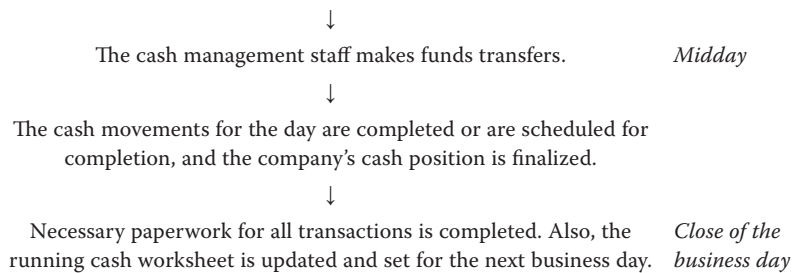 ↓
The cash management staff makes funds transfers. Midday
↓
The cash movements for the day are completed or are scheduled for
completion, and the company's cash position is finalized.
↓
Necessary paperwork for all transactions is completed. Also, the Close of the
running cash worksheet is updated and set for the next business day. business day